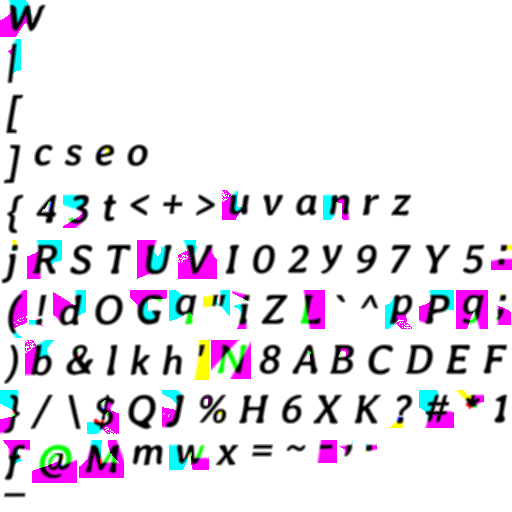 W
|
[
] c s e o
{ 4 3 t < + > u v a n r z
j R S T U V I 0 2 y 9 7 Y 5 :
( ! d O G q " i Z L ` ^ p P g ;
) b & l k h ' N 8 A B C D E F
} / \ $ Q J % H 6 X K ? # * 1
f @ M m w x = ~ - , .
_